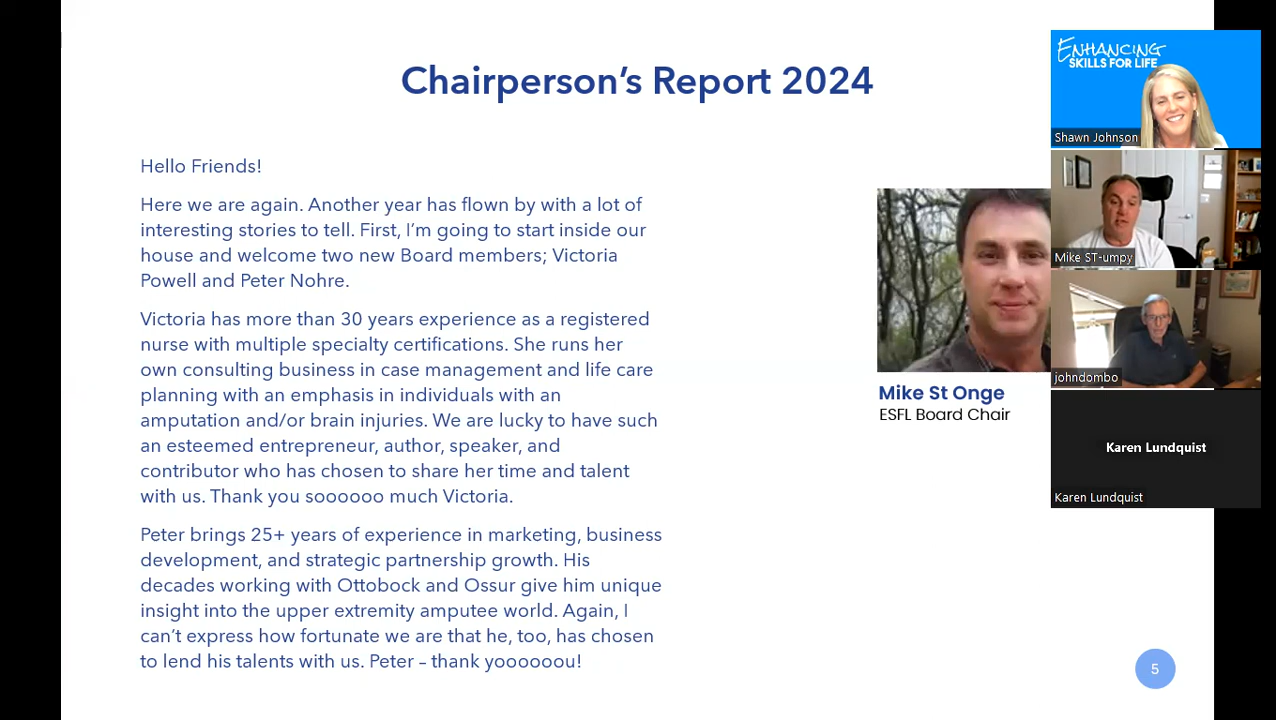 Chairperson's Report 2024
Hello Friends!
Here we are again. Another year has flown by with a lot of
interesting stories to tell. First, I'm going to start inside our
house and welcome two new Board members; Victoria
Powell and Peter Nohre.
Victoria has more than 30 years experience as a registered
nurse with multiple specialty certifications. She runs her
own consulting business in case management and life care
planning with an emphasis in individuals with an
amputation and/or brain injuries. We are lucky to have such
an esteemed entrepreneur, author, speaker, and
contributor who has chosen to share her time and talent
with us. Thank you soooooo much Victoria.
Peter brings 25+ years of experience in marketing, business
development, and strategic partnership growth. His
decades working with Ottobock and Ossur give him unique
insight into the upper extremity amputee world. Again, I
can't express how fortunate we are that he, too, has chosen
to lend his talents with us. Peter – thank yoooooou!
Mike St Onge
ESFL Board Chair
5
ENHANCING
SKILLS FOR LIFE
Shawn Johnson
Mike ST-umpy
johndombo
Karen Lundquist
Karen Lundquist